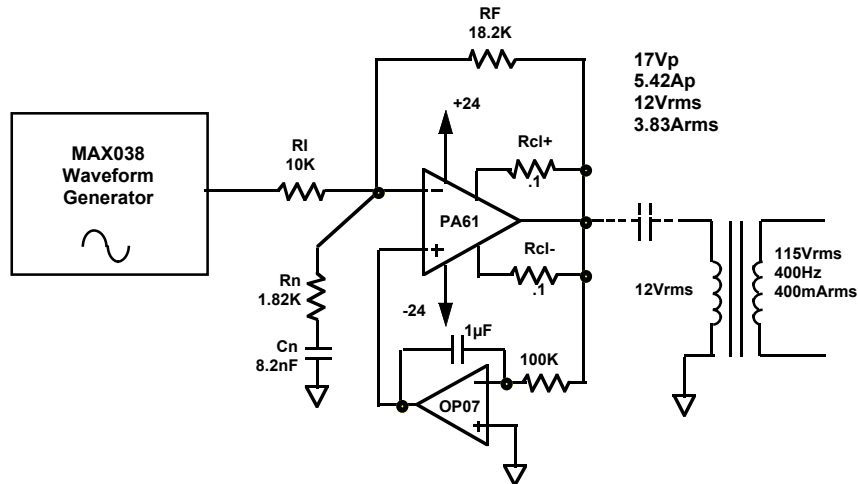 RF
18.2K
17Vp
5.42Ap
12Vrms
3.83Arms
+24
MAX038
Waveform
Generator
RI
10K
Rcl+
.1
–
PA61
+
Rcl-
.1
Rn
1.82K
-24
12Vrms
115Vrms
400Hz
400mArms
1µF
100K
Cn
8.2nF
–
OP07
+